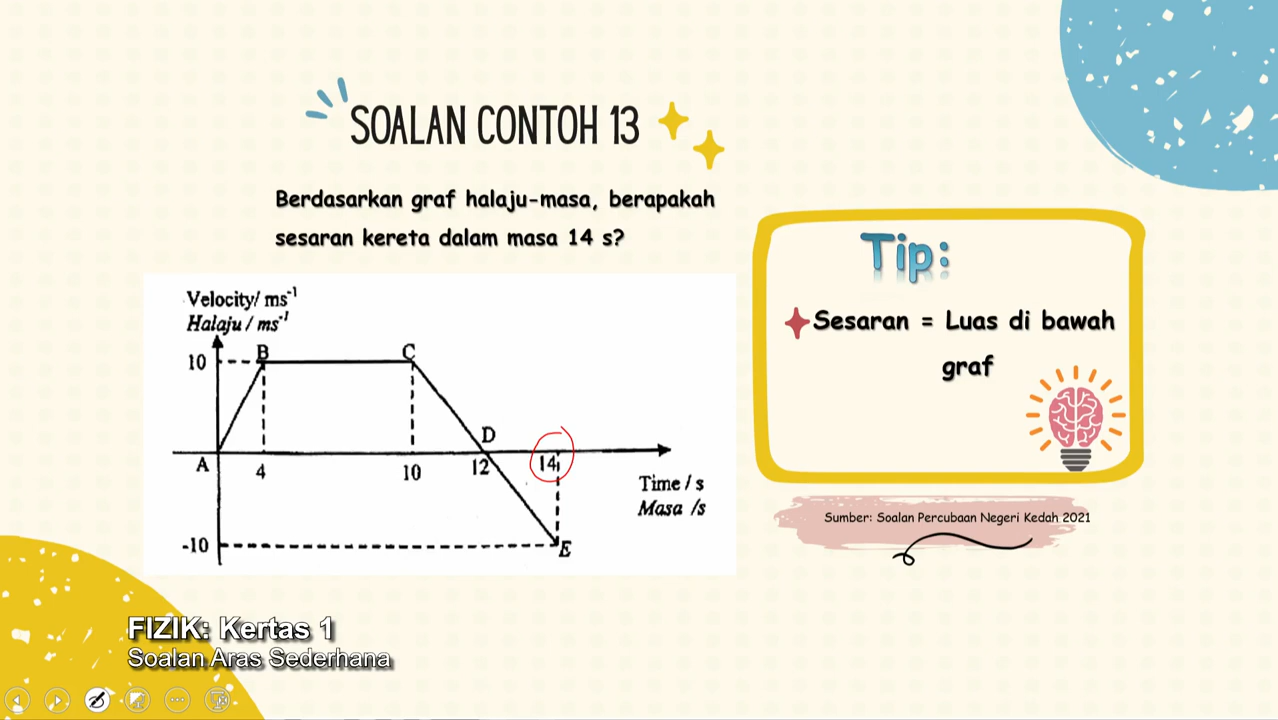 SOALAN CONTOH 13
Berdasarkan graf halaju-masa, berapakah
sesaran kereta dalam masa 14 s?
Velocity/ ms⁻¹
Halaju / ms⁻¹
B
C
10
D
A
4
10
12
14
Time / s
Masa /s
-10
E
Tip:
Sesaran = Luas di bawah
graf
Sumber: Soalan Percubaan Negeri Kedah 2021
FIZIK: Kertas 1
Soalan Aras Sederhana